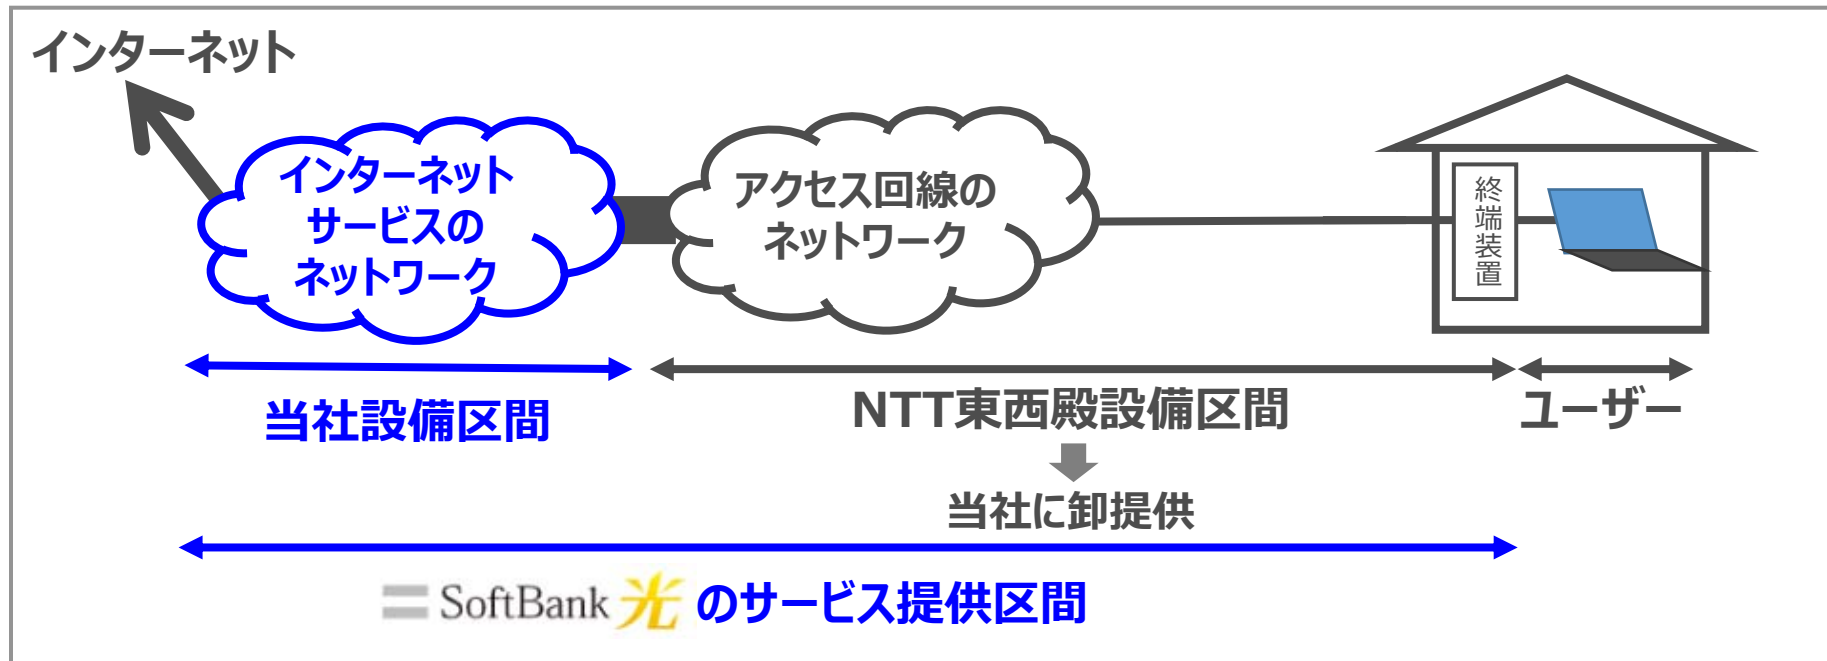 インターネット
インターネット
サービスの
ネットワーク
アクセス回線の
ネットワーク
終端装置
当社設備区間
NTT東西殿設備区間
ユーザー
当社に卸提供
SoftBank 光 のサービス提供区間